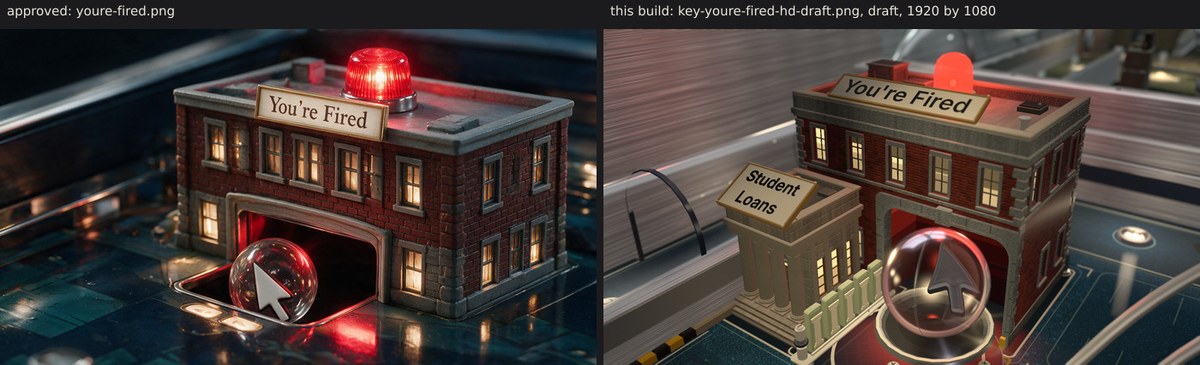 approved: youre-fired.png
this build: key-youre-fired-hd-draft.png, draft, 1920 by 1080
You're Fired
You're Fired
Student
Loans